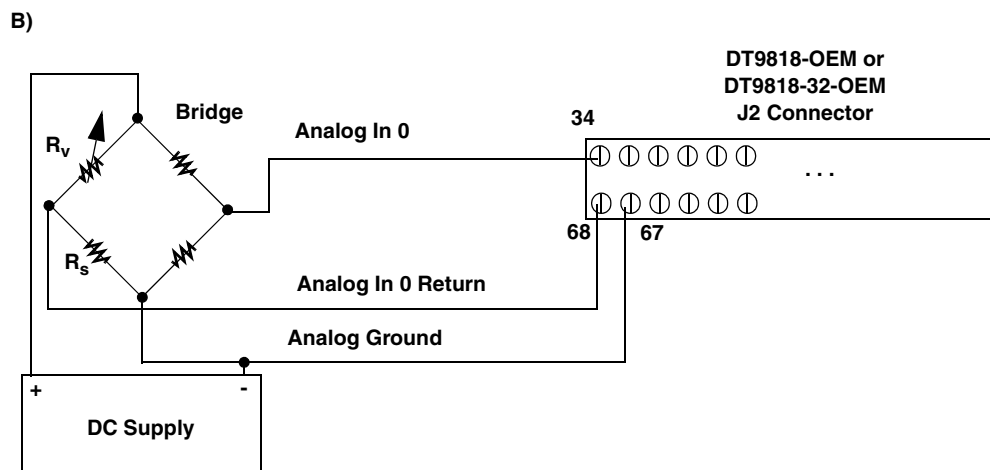 B)
DT9818-OEM or
DT9818-32-OEM
J2 Connector
Bridge
34
Analog In 0
Rv
. . .
68
67
Rs
Analog In 0 Return
Analog Ground
+
-
DC Supply